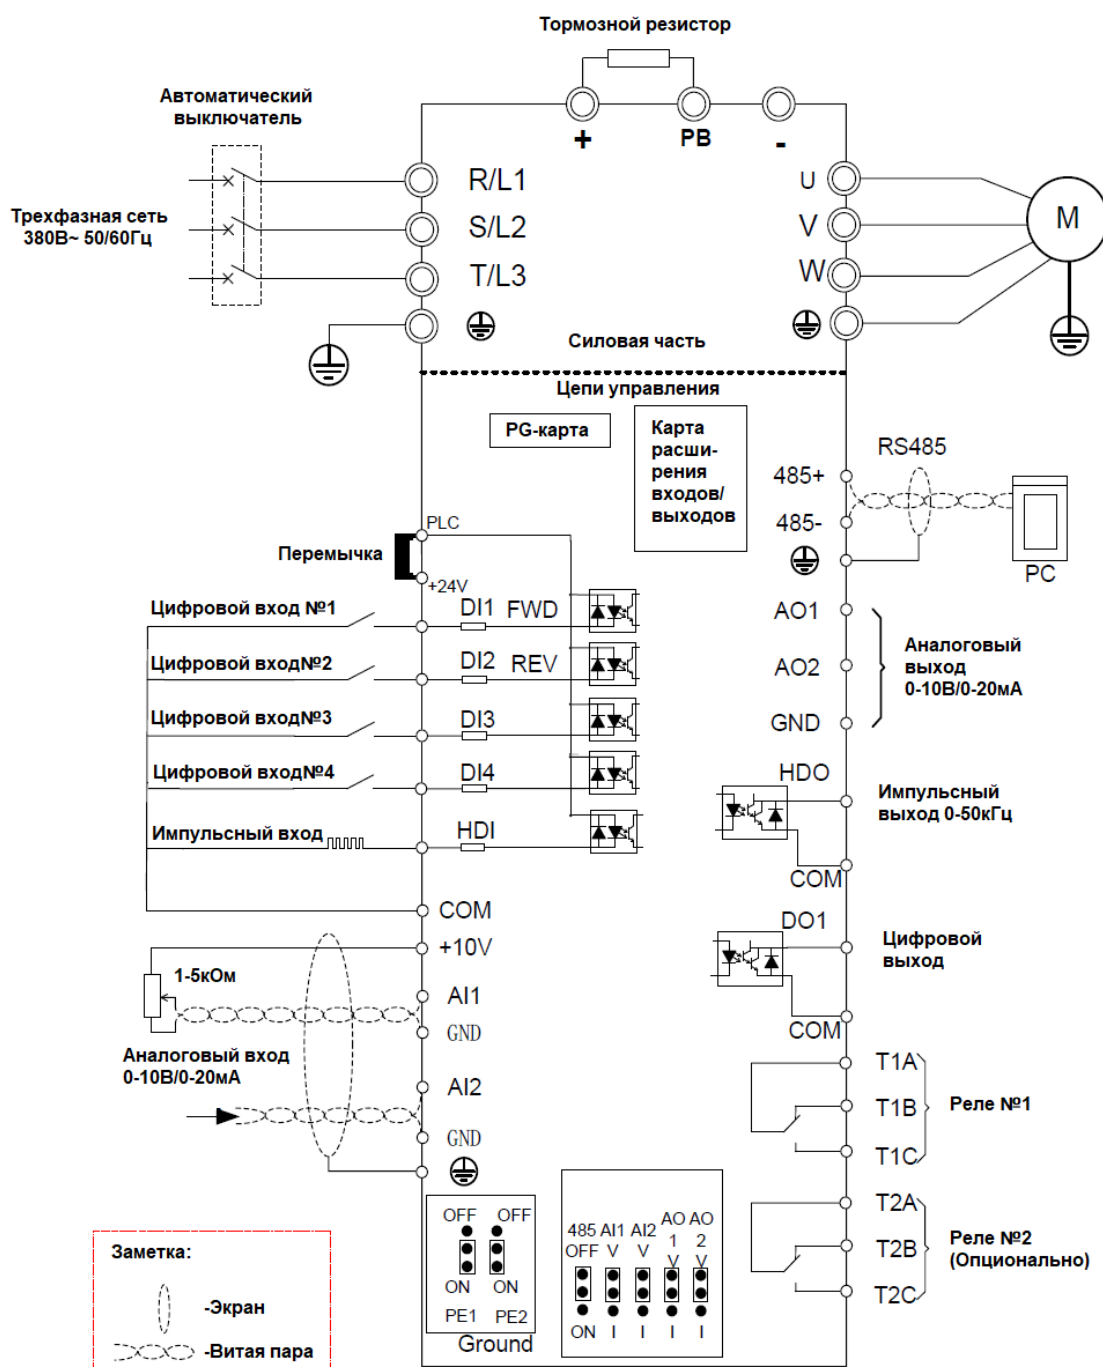 Тормозной резистор
+
PB
-
Автоматический
выключатель
Трехфазная сеть
380В~ 50/60Гц
R/L1
S/L2
T/L3
U
V
W
M
Силовая часть
Цепи управления
PG-карта
Карта
расши-
рения
входов/
выходов
RS485
485+
485-
PC
PLC
Перемычка
+24V
Цифровой вход №1
DI1 FWD
Цифровой вход№2
DI2 REV
Цифровой вход№3
DI3
Цифровой вход№4
DI4
Импульсный вход
HDI
COM
AO1
AO2
GND
Аналоговый
выход
0-10В/0-20мА
HDO
Импульсный
выход 0-50кГц
COM
DO1
Цифровой
выход
COM
+10V
1-5кОм
AI1
GND
Аналоговый вход
0-10В/0-20мА
AI2
GND
T1A
T1B
T1C
Реле №1
T2A
T2B
T2C
Реле №2
(Опционально)
OFF OFF
ON ON
PE1 PE2
Ground
485 AI1 AI2 AO AO
1 2
OFF V V V V
ON I I I I
Заметка:
-Экран
-Витая пара